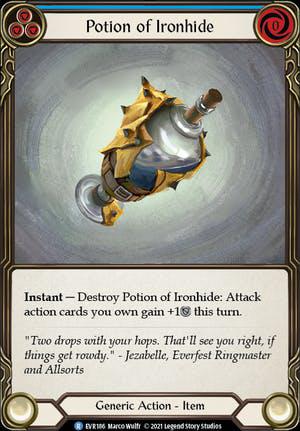 Potion of Ironhide
0
Instant — Destroy Potion of Ironhide: Attack
action cards you own gain +1 this turn.
"Two drops with your hops. That'll see you right, if
things get rowdy." - Jezabelle, Everfest Ringmaster
and Allsorts
Generic Action - Item
R EVR186 Marco Wulfr © 2021 Legend Story Studios